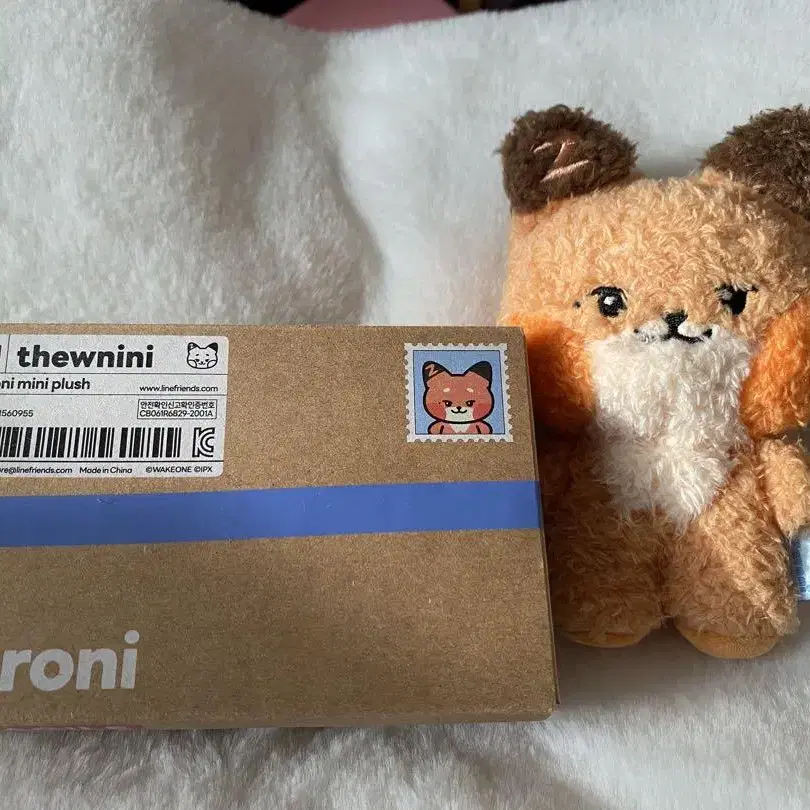 thewnini
oni mini plush
www.linefriends.com
안전확인신고확인증번호
CB061R6829-2001A
1560955
ore@linefriends.com Made in China ©WAKEONE ©IPX
roni